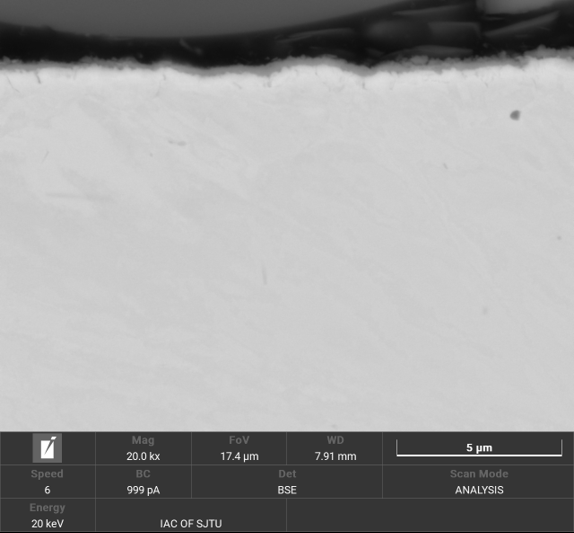 Mag FoV WD
20.0 kx 17.4 µm 7.91 mm 5 µm
Speed BC Det Scan Mode
6 999 pA BSE ANALYSIS
Energy
20 keV IAC OF SJTU